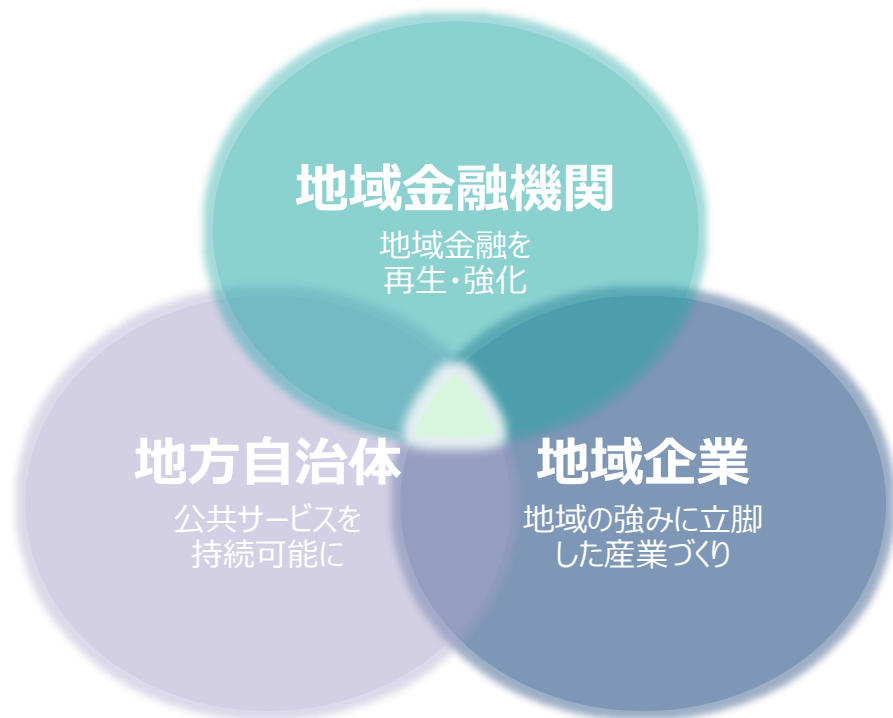 地域金融機関
地域金融を
再生・強化
地方自治体
公共サービスを
持続可能に
地域企業
地域の強みに立脚
した産業づくり